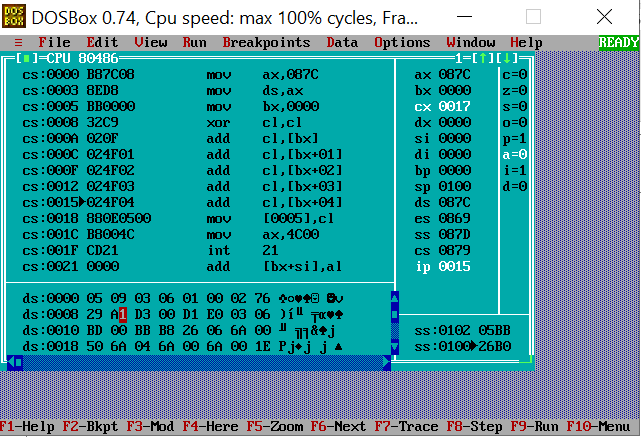 DOSBox 0.74, Cpu speed: max 100% cycles, Fra...
≡ File Edit View Run Breakpoints Data Options Window Help READY
[■]=CPU 80486 1=[↑][↓]
cs:0000 B87C08 mov ax,087C ax 087C c=0
cs:0003 8ED8 mov ds,ax bx 0000 z=0
cs:0005 BB0000 mov bx,0000 cx 0017 s=0
cs:0008 32C9 xor cl,cl dx 0000 o=0
cs:000A 020F add cl,[bx] si 0000 p=1
cs:000C 024F01 add cl,[bx+01] di 0000 a=0
cs:000F 024F02 add cl,[bx+02] bp 0000 i=1
cs:0012 024F03 add cl,[bx+03] sp 0100 d=0
cs:0015►024F04 add cl,[bx+04] ds 087C
cs:0018 880E0500 mov [0005],cl es 0869
cs:001C B8004C mov ax,4C00 ss 087D
cs:001F CD21 int 21 cs 0879
cs:0021 0000 add [bx+si],al ip 0015
ds:0000 05 09 03 06 01 00 02 76 ♣○♥♠☺ ☻v
ds:0008 29 A1 D3 00 D1 E0 03 06 )í╙ ╤α♥♠
ds:0010 BD 00 BB B8 26 06 6A 00 ╜ ╗╕&♠j ss:0102 05BB
ds:0018 50 6A 04 6A 00 6A 00 1E Pj♦j j ▲ ss:0100►26B0
F1-Help F2-Bkpt F3-Mod F4-Here F5-Zoom F6-Next F7-Trace F8-Step F9-Run F10-Menu